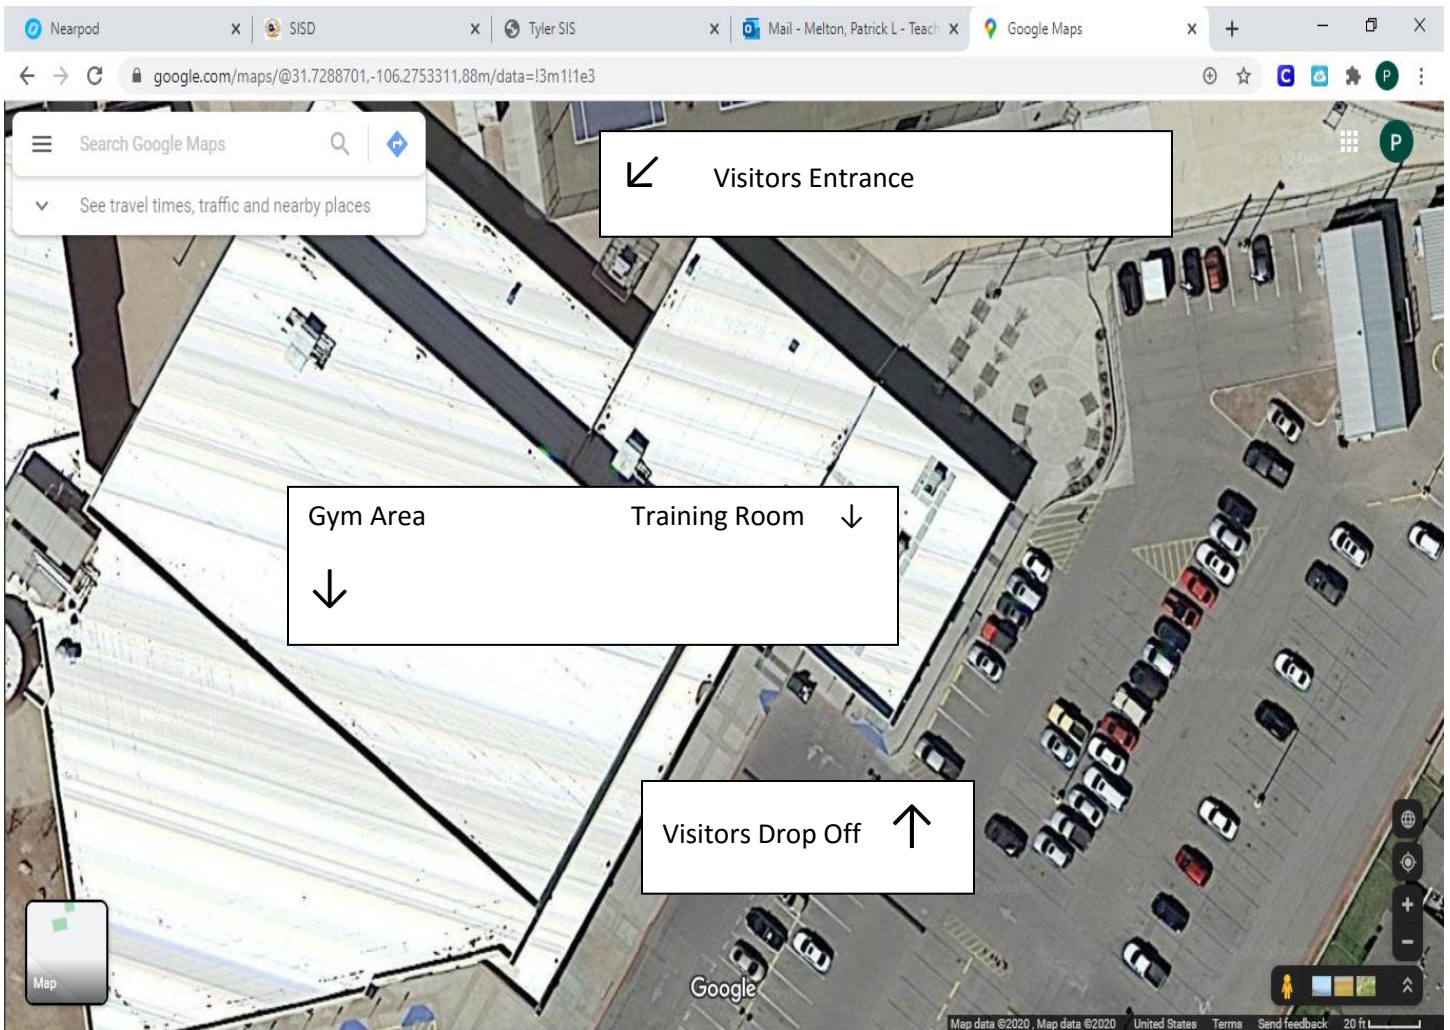 Nearpod
SISD
Tyler SIS
Mail - Melton, Patrick L - Teach
Google Maps
google.com/maps/@31.7288701,-106.2753311,88m/data=!3m1!1e3
C
P
Search Google Maps
P
See travel times, traffic and nearby places
Visitors Entrance
Gym Area Training Room
Visitors Drop Off
Map
Google
Map data ©2020 , Map data ©2020 United States Terms Send feedback 20 ft